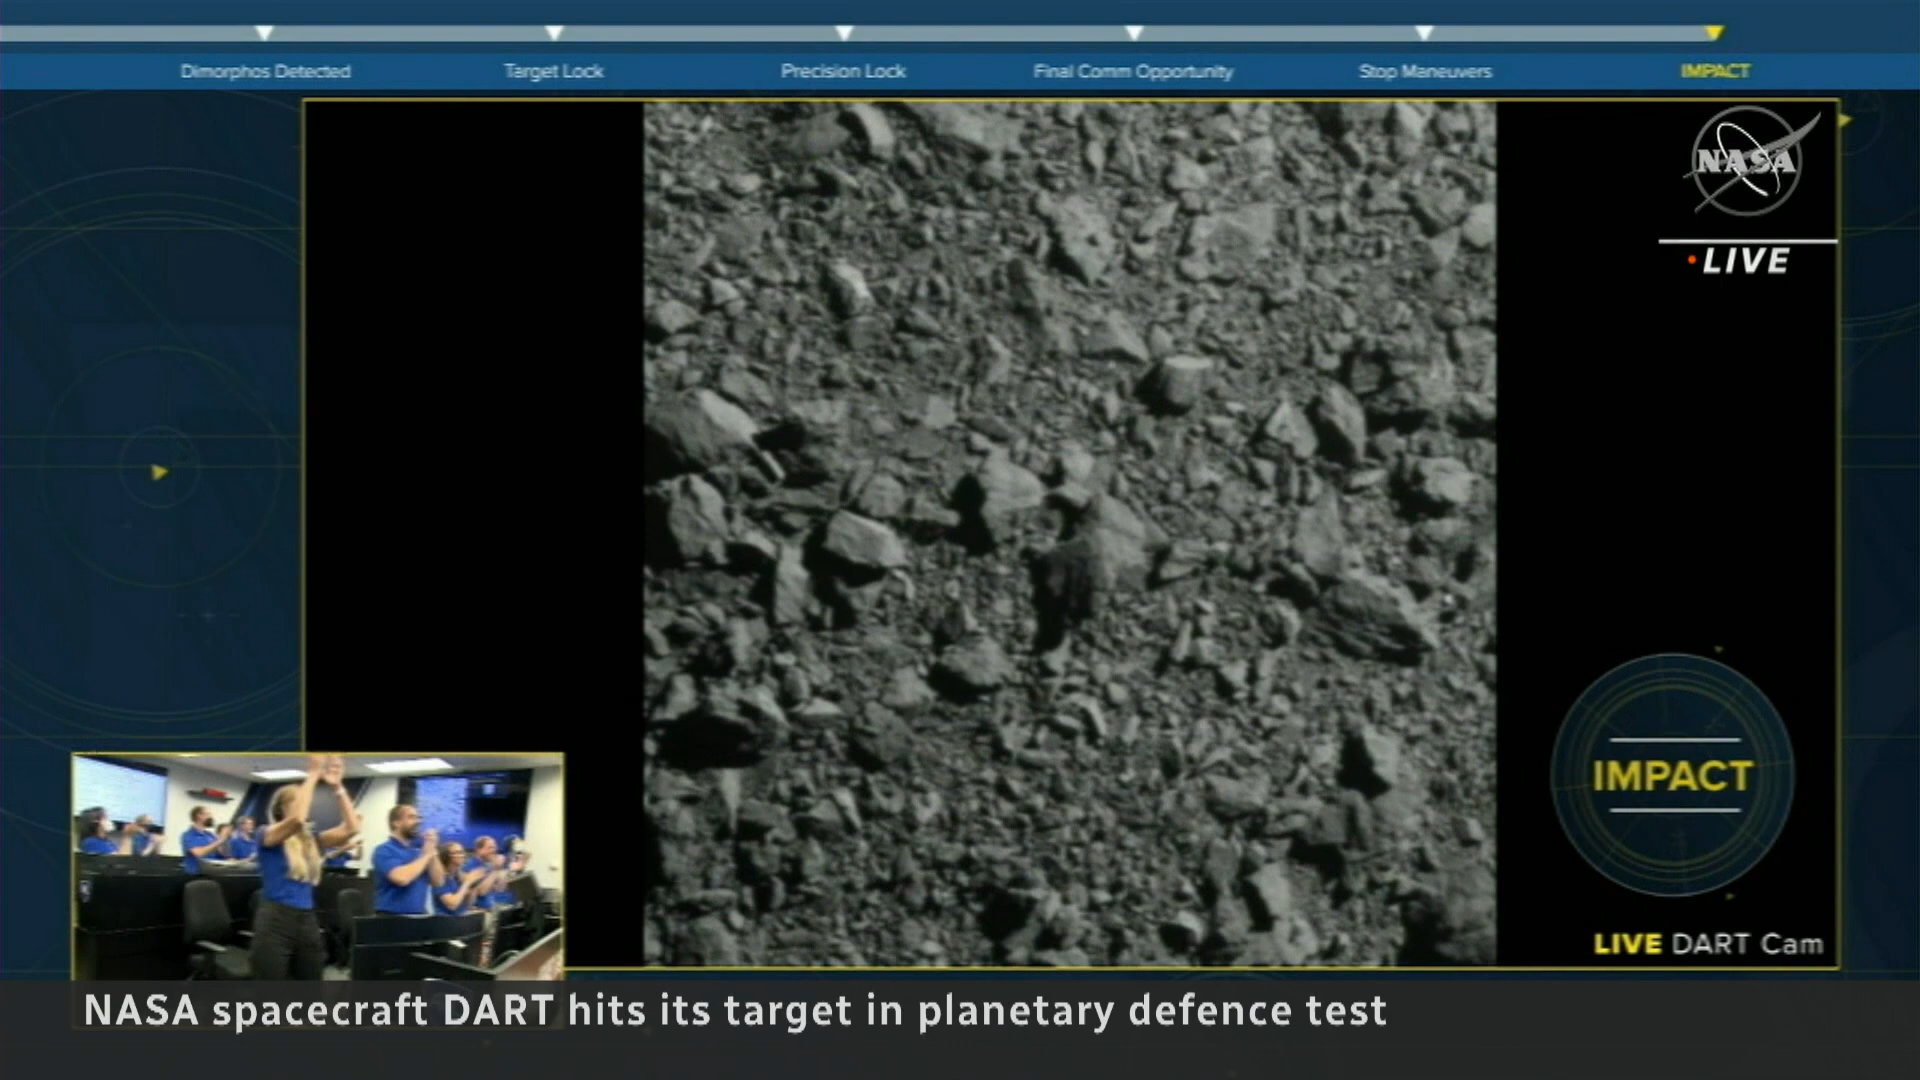 Dimorphos Detected
Target Lock
Precision Lock
Final Comm Opportunity
Stop Maneuvers
IMPACT
NASA
LIVE
IMPACT
LIVE DART Cam
NASA spacecraft DART hits its target in planetary defence test